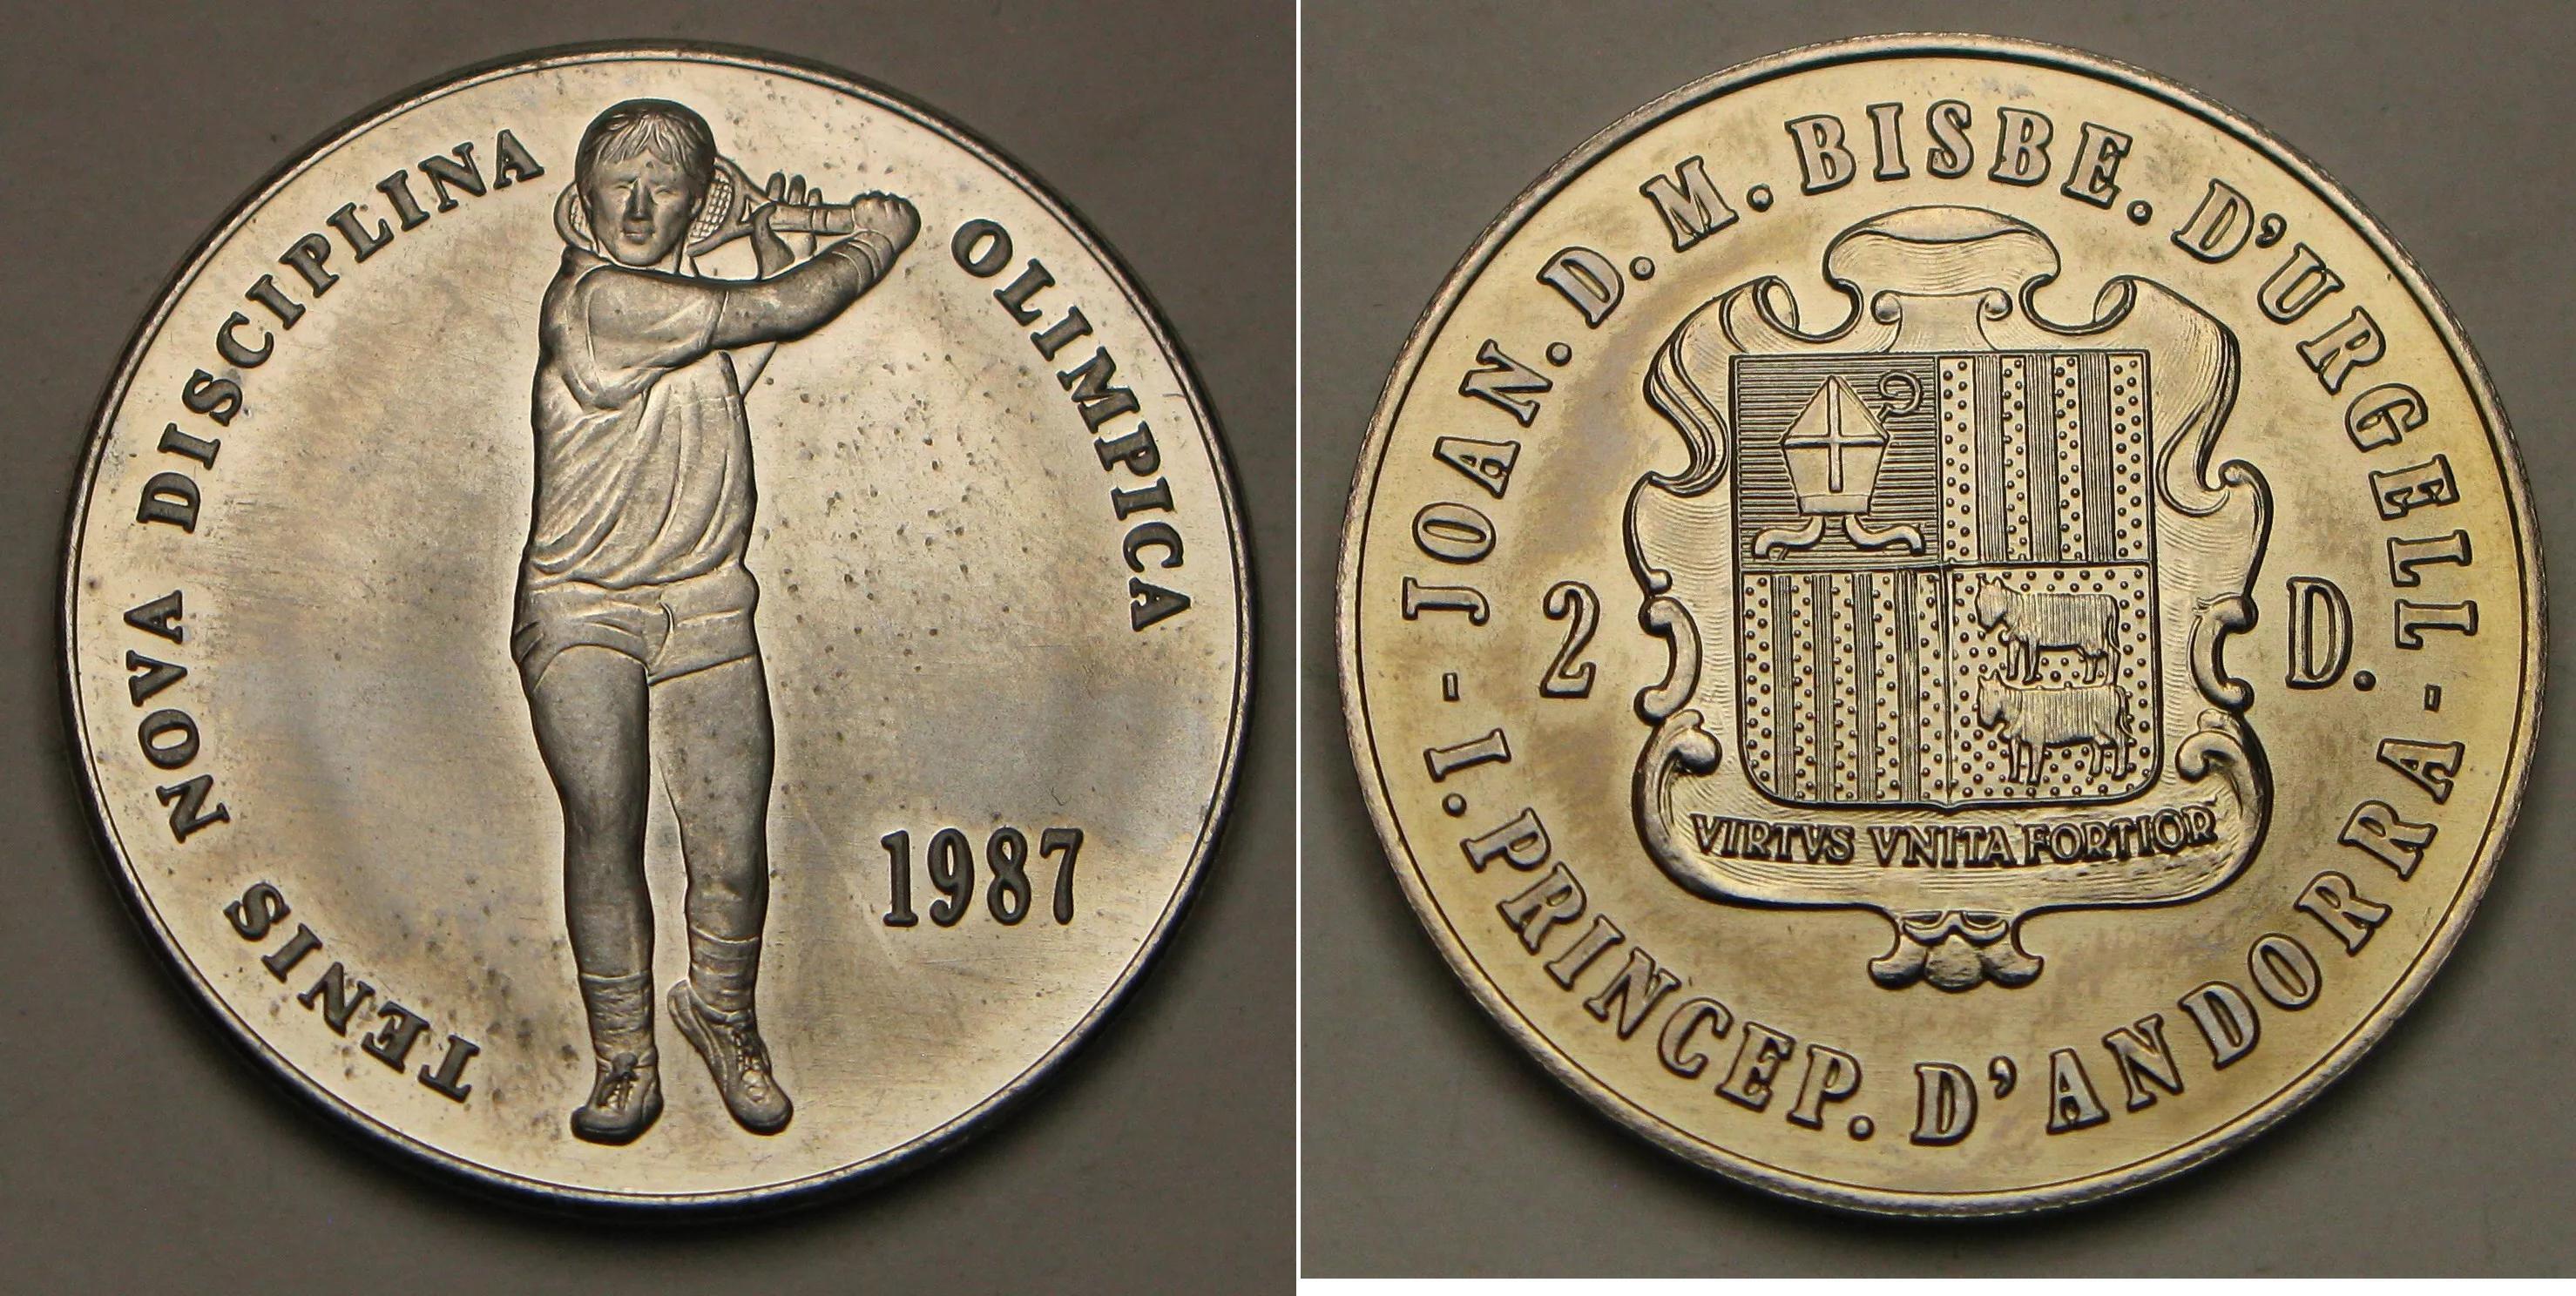 TENIS NOVA DISCIPLINA OLIMPICA
1987
JOAN. D. M. BISBE. D'URGELL - I. PRINCEP. D'ANDORRA -
2 D.
VIRTVS VNITA FORTIOR